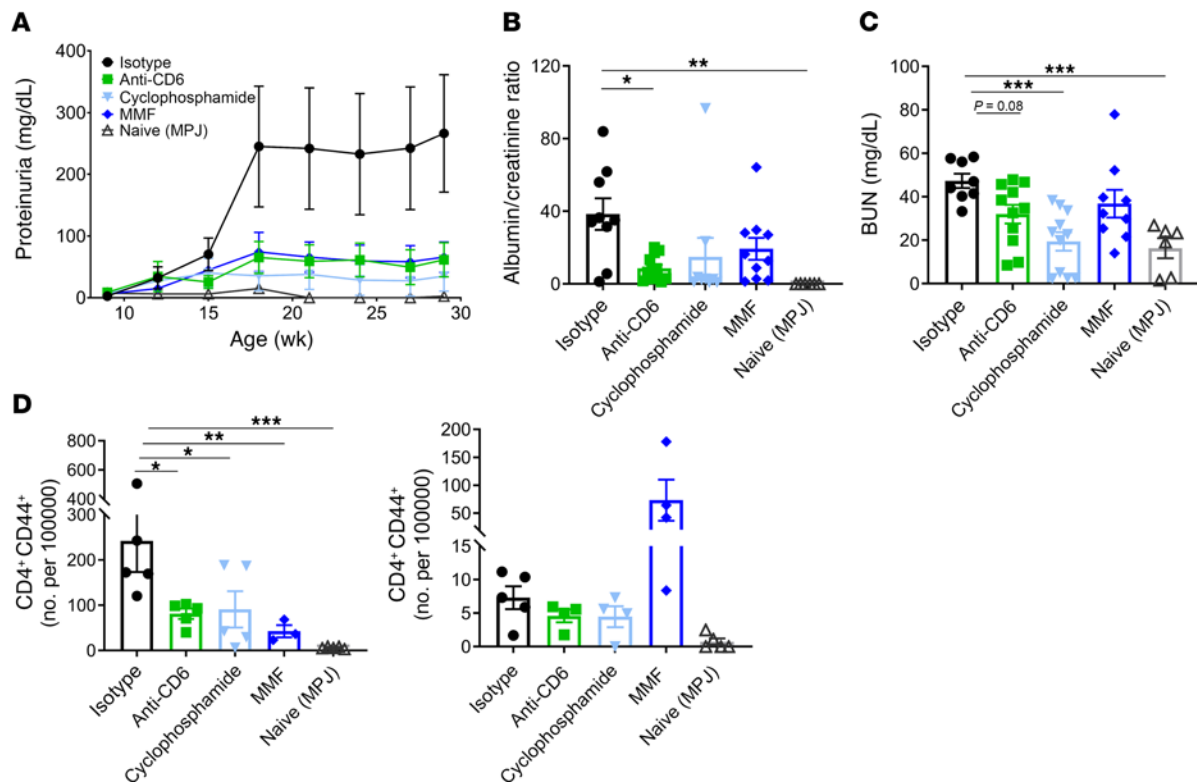 A
Proteinuria (mg/dL)
400
300
200
100
0
Isotype
Anti-CD6
Cyclophosphamide
MMF
Naive (MPJ)
10
15
20
25
30
Age (wk)
B
Albumin/creatinine ratio
120
80
40
0
**
*
Isotype
Anti-CD6
Cyclophosphamide
MMF
Naive (MPJ)
C
BUN (mg/dL)
100
80
60
40
20
0
***
***
P = 0.08
Isotype
Anti-CD6
Cyclophosphamide
MMF
Naive (MPJ)
D
CD4⁺ CD44⁺
(no. per 100000)
800
600
400
300
200
100
0
***
**
*
*
Isotype
Anti-CD6
Cyclophosphamide
MMF
Naive (MPJ)
CD4⁺ CD44⁺
(no. per 100000)
200
150
100
50
15
10
5
0
Isotype
Anti-CD6
Cyclophosphamide
MMF
Naive (MPJ)